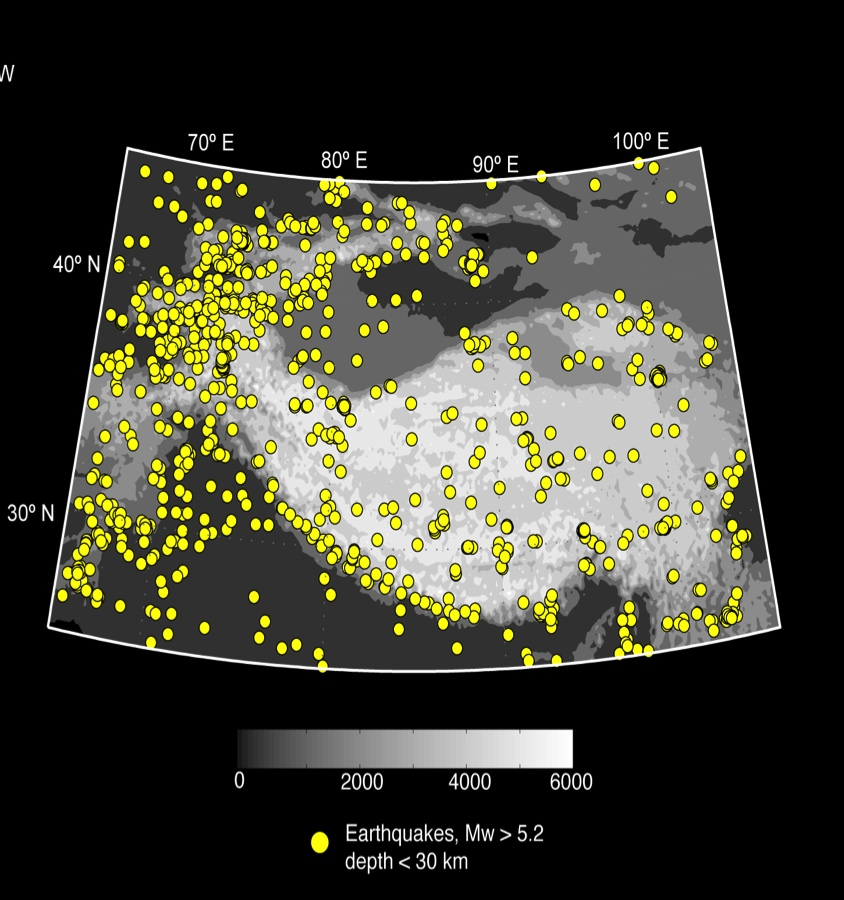 W
70º E
80º E
90º E
100º E
40º N
30º N
0 2000 4000 6000
Earthquakes, Mw > 5.2
depth < 30 km